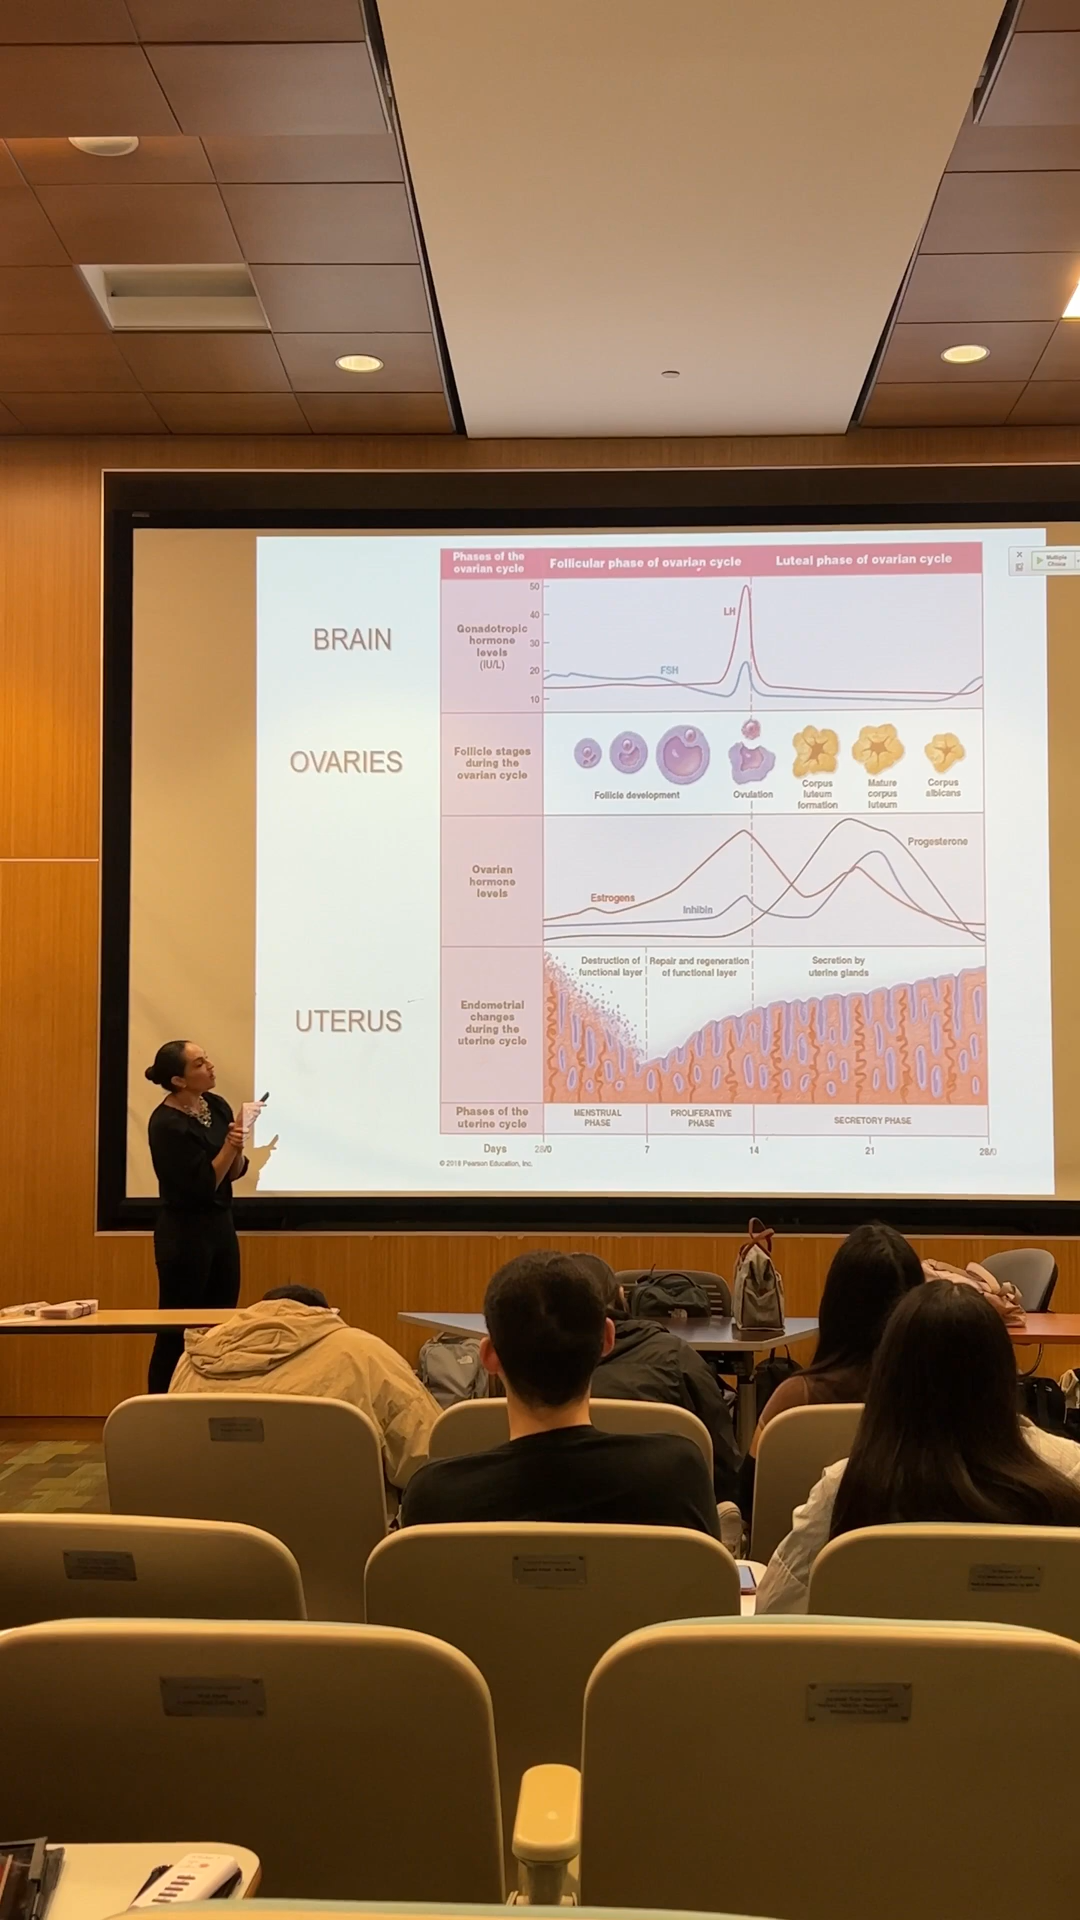 Phases of the
ovarian cycle
Follicular phase of ovarian cycle
Luteal phase of ovarian cycle
Multiple
Choice
BRAIN
Gonadotropic
hormone
levels
(IU/L)
50
40
30
20
10
LH
FSH
OVARIES
Follicle stages
during the
ovarian cycle
Follicle development
Ovulation
Corpus
luteum
formation
Mature
corpus
luteum
Corpus
albicans
Ovarian
hormone
levels
Estrogens
Inhibin
Progesterone
UTERUS
Endometrial
changes
during the
uterine cycle
Destruction of
functional layer
Repair and regeneration
of functional layer
Secretion by
uterine glands
Phases of the
uterine cycle
MENSTRUAL
PHASE
PROLIFERATIVE
PHASE
SECRETORY PHASE
Days
28/0
7
14
21
28/0
© 2018 Pearson Education, Inc.